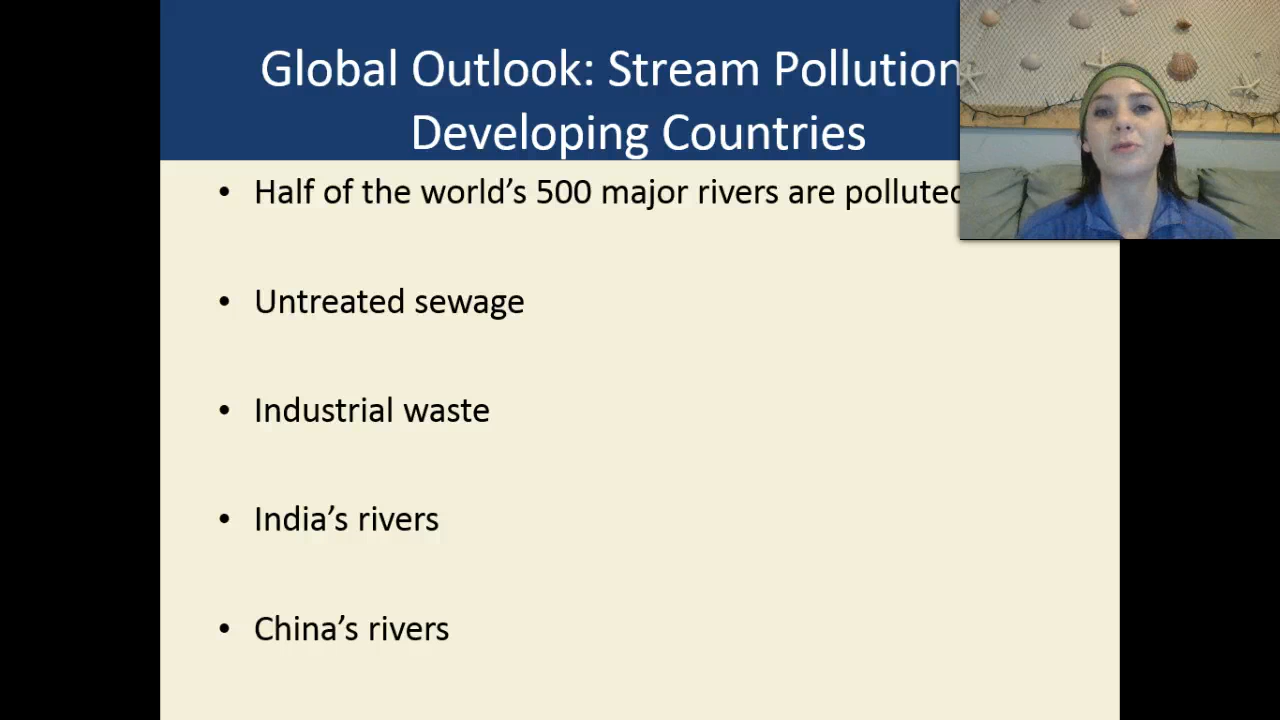 Global Outlook: Stream Pollution
Developing Countries
• Half of the world's 500 major rivers are polluted
• Untreated sewage
• Industrial waste
• India's rivers
• China's rivers